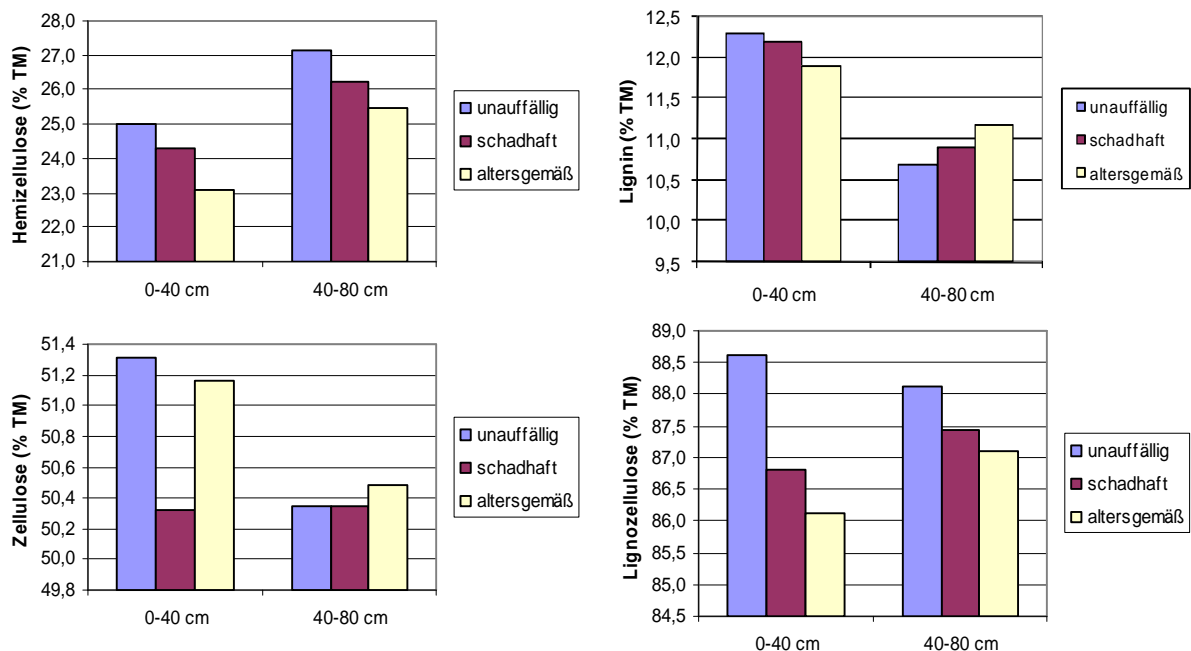 Hemizellulose (% TM)
28,0
27,0
26,0
25,0
24,0
23,0
22,0
21,0
0-40 cm
40-80 cm
unauffällig
schadhaft
altersgemäß
Lignin (% TM)
12,5
12,0
11,5
11,0
10,5
10,0
9,5
0-40 cm
40-80 cm
unauffällig
schadhaft
altersgemäß
Zellulose (% TM)
51,4
51,2
51,0
50,8
50,6
50,4
50,2
50,0
49,8
0-40 cm
40-80 cm
unauffällig
schadhaft
altersgemäß
Lignozellulose (% TM)
89,0
88,5
88,0
87,5
87,0
86,5
86,0
85,5
85,0
84,5
0-40 cm
40-80 cm
unauffällig
schadhaft
altersgemäß